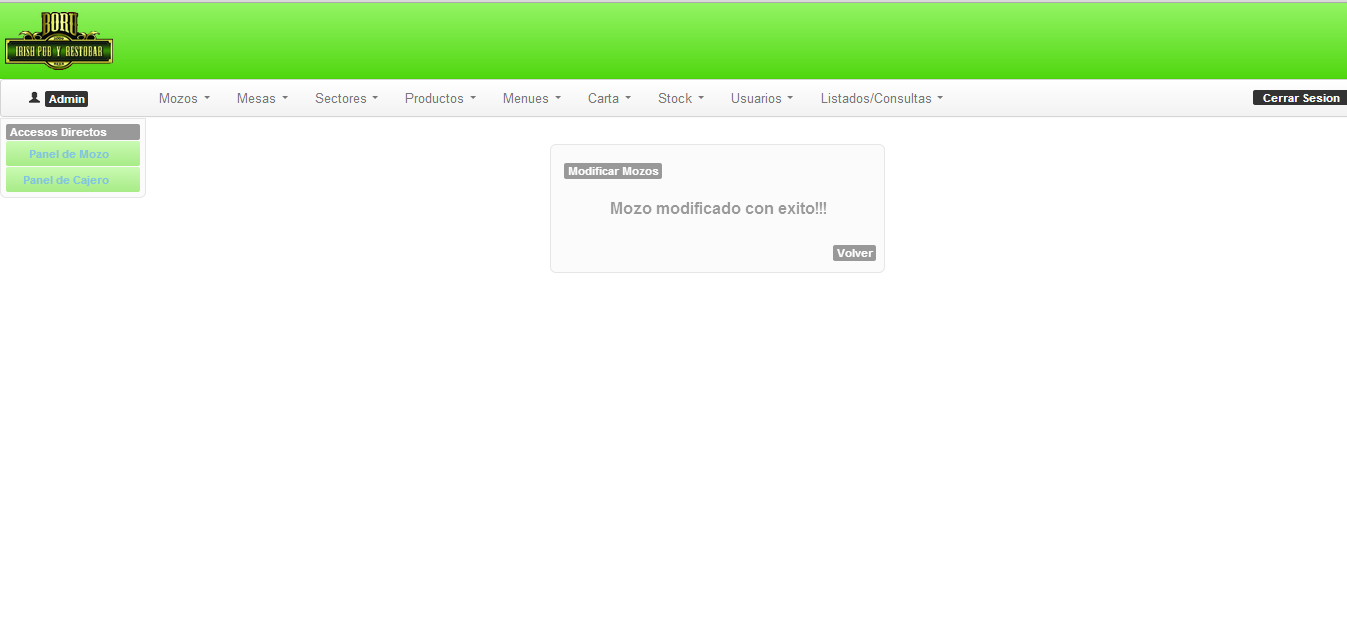 BORU
IRISH PUB Y RESTOBAR
Admin Mozos Mesas Sectores Productos Menues Carta Stock Usuarios Listados/Consultas Cerrar Sesion
Accesos Directos
Panel de Mozo
Panel de Cajero
Modificar Mozos
Mozo modificado con exito!!!
Volver